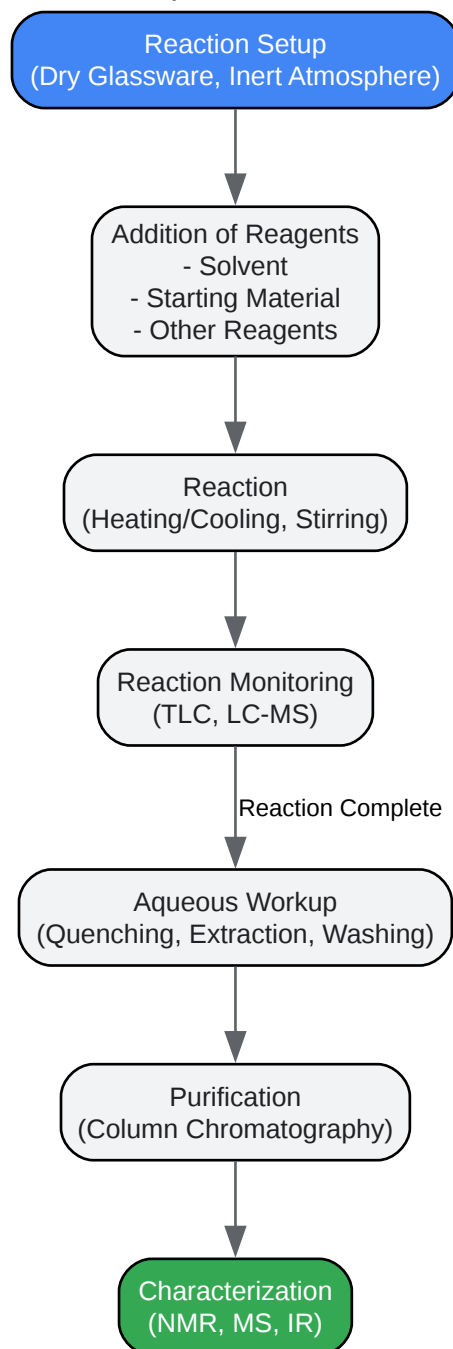 Reaction Setup
(Dry Glassware, Inert Atmosphere)
Addition of Reagents
- Solvent
- Starting Material
- Other Reagents
Reaction
(Heating/Cooling, Stirring)
Reaction Monitoring
(TLC, LC-MS)
Reaction Complete
Aqueous Workup
(Quenching, Extraction, Washing)
Purification
(Column Chromatography)
Characterization
(NMR, MS, IR)